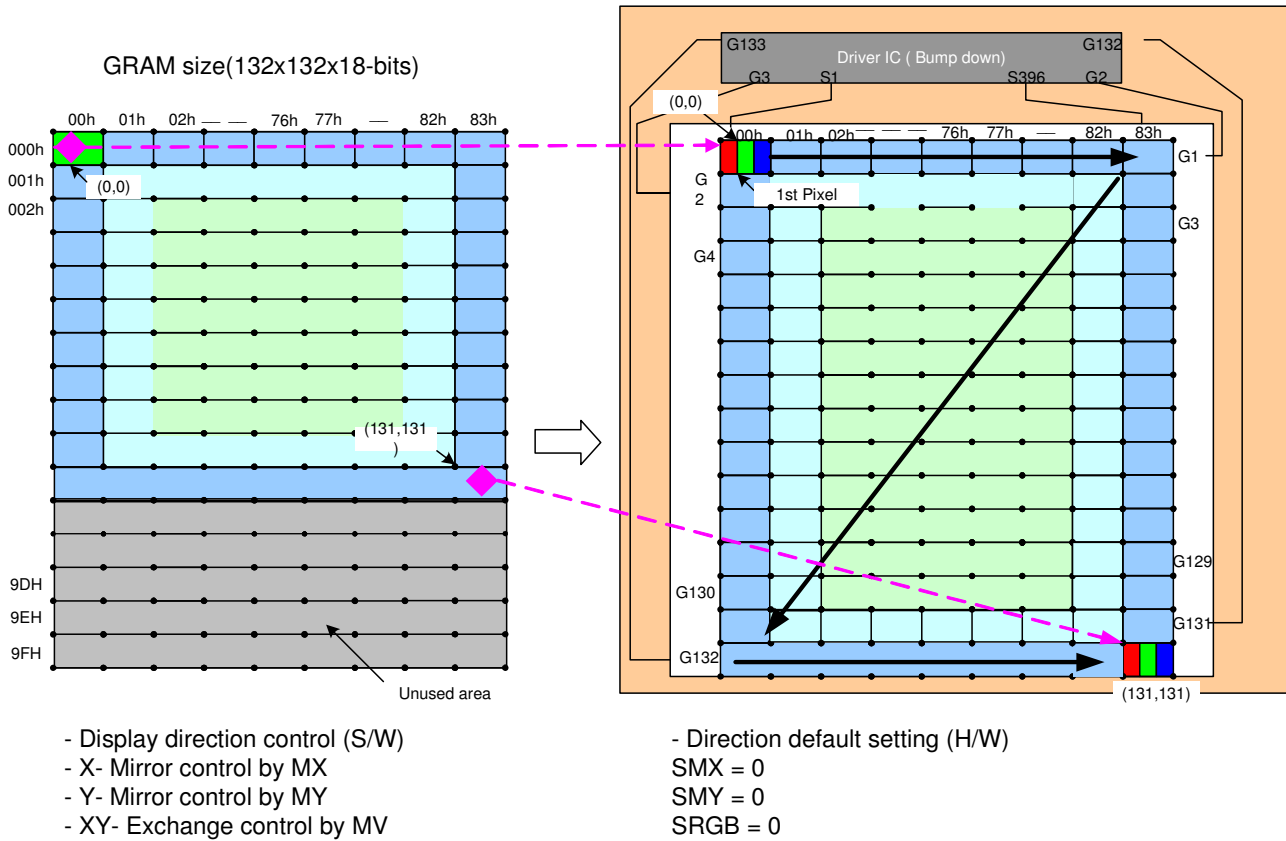 GRAM size(132x132x18-bits)
00h 01h 02h — — 76h 77h — 82h 83h
000h
001h
002h
(0,0)
(131,131
)
9DH
9EH
9FH
Unused area
- Display direction control (S/W)
- X- Mirror control by MX
- Y- Mirror control by MY
- XY- Exchange control by MV
G133 Driver IC ( Bump down) G132
G3 S1 S396 G2
(0,0)
00h 01h 02h — — — 76h 77h — 82h 83h
G1
G
2
1st Pixel
G3
G4
G129
G130
G131
G132
(131,131)
- Direction default setting (H/W)
SMX = 0
SMY = 0
SRGB = 0